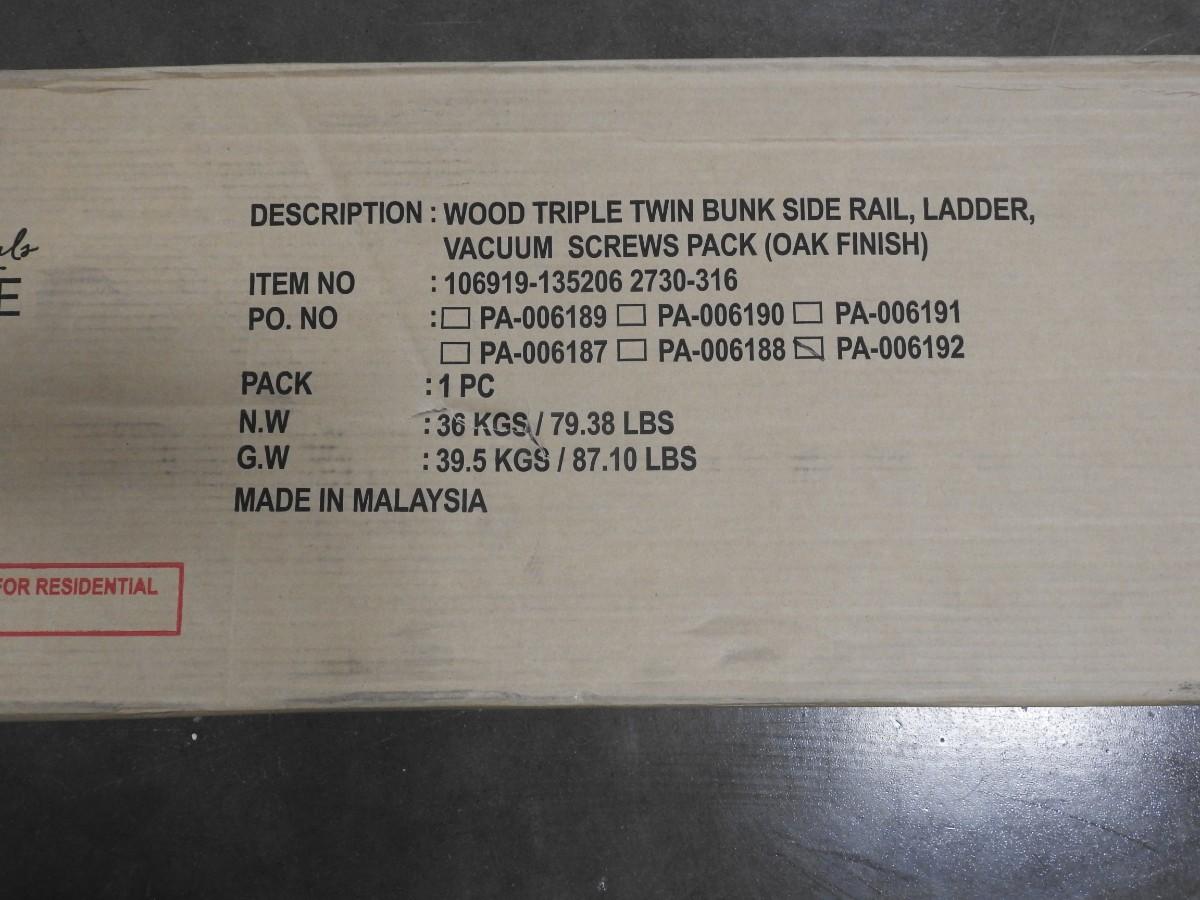 DESCRIPTION : WOOD TRIPLE TWIN BUNK SIDE RAIL, LADDER,
VACUUM SCREWS PACK (OAK FINISH)
ITEM NO : 106919-135206 2730-316
PO. NO : ☐ PA-006189 ☐ PA-006190 ☐ PA-006191
☐ PA-006187 ☐ PA-006188 ☒ PA-006192
PACK : 1 PC
N.W : 36 KGS / 79.38 LBS
G.W : 39.5 KGS / 87.10 LBS
MADE IN MALAYSIA
FOR RESIDENTIAL